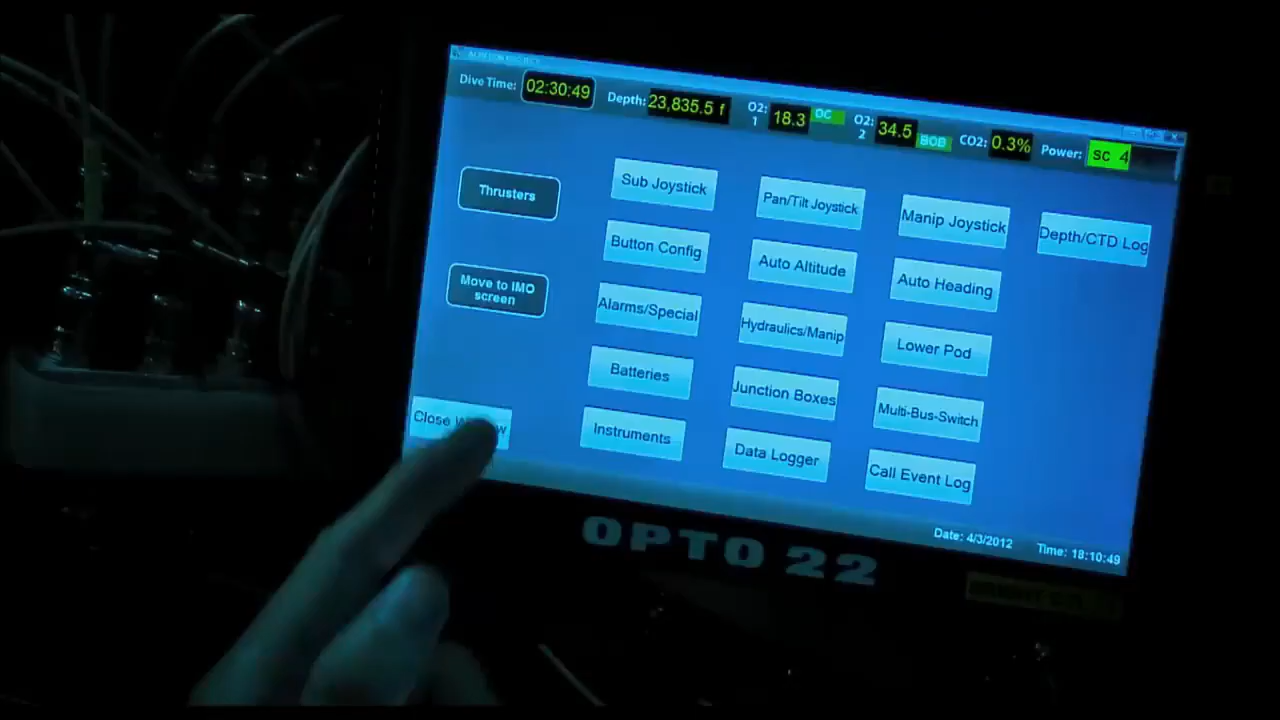 Dive Time: 02:30:49 Depth: 23,835.5 f O2: 1 18.3 OC O2: 2 34.5 BOB CO2: 0.3% Power: SC 4
Thrusters
Sub Joystick
Pan/Tilt Joystick
Manip Joystick
Depth/CTD Log
Button Config
Auto Altitude
Auto Heading
Move to IMO
screen
Alarms/Special
Hydraulics/Manip
Lower Pod
Batteries
Junction Boxes
Multi-Bus-Switch
Close
Instruments
Data Logger
Call Event Log
Date: 4/3/2012 Time: 18:10:49
OPTO 22